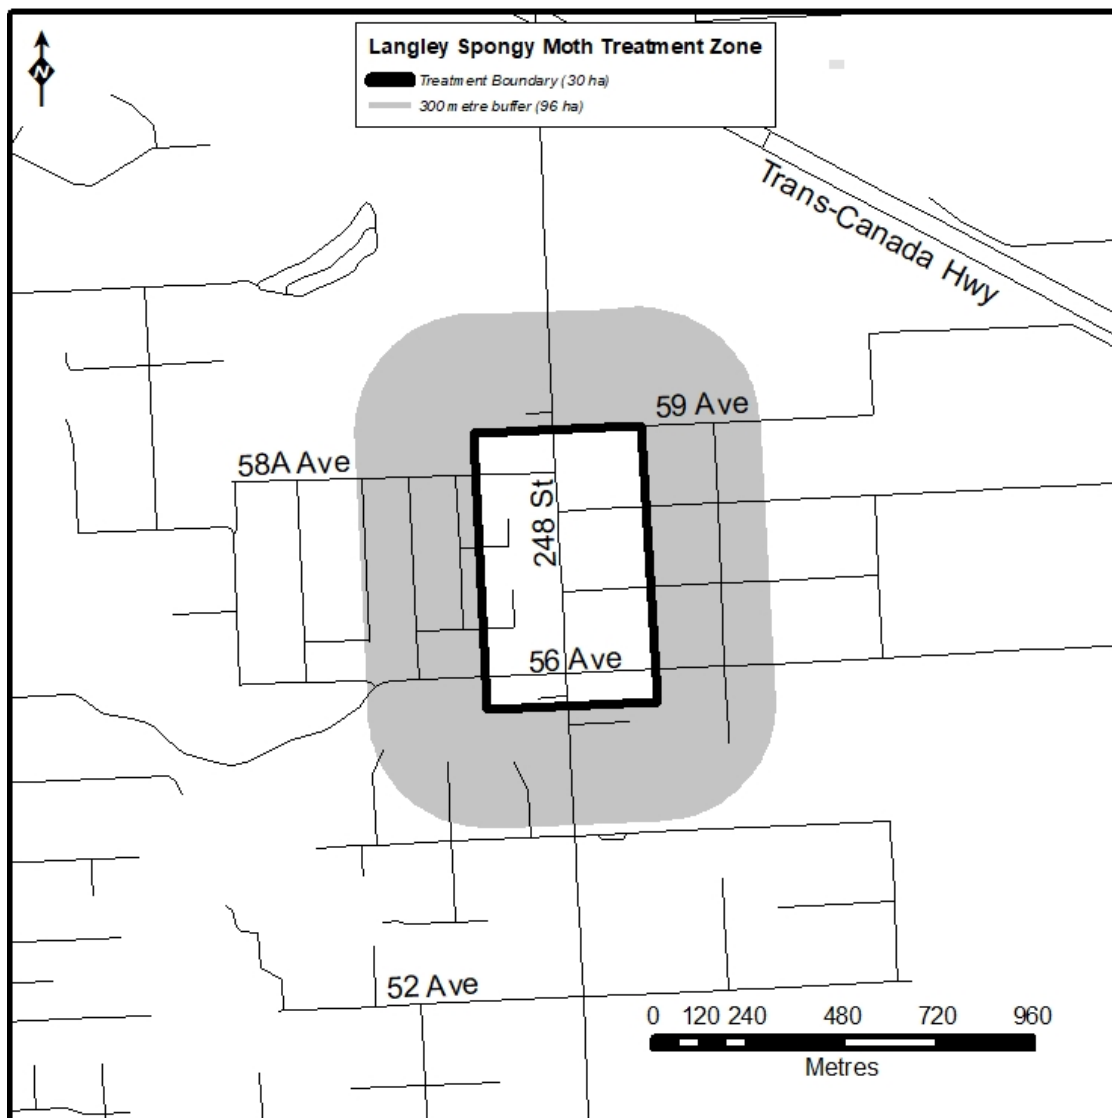 Langley Spongy Moth Treatment Zone
N
Treatment Boundary (30 ha)
300 metre buffer (96 ha)
Trans-Canada Hwy
59 Ave
58A Ave
248 St
56 Ave
52 Ave
0 120 240 480 720 960
Metres